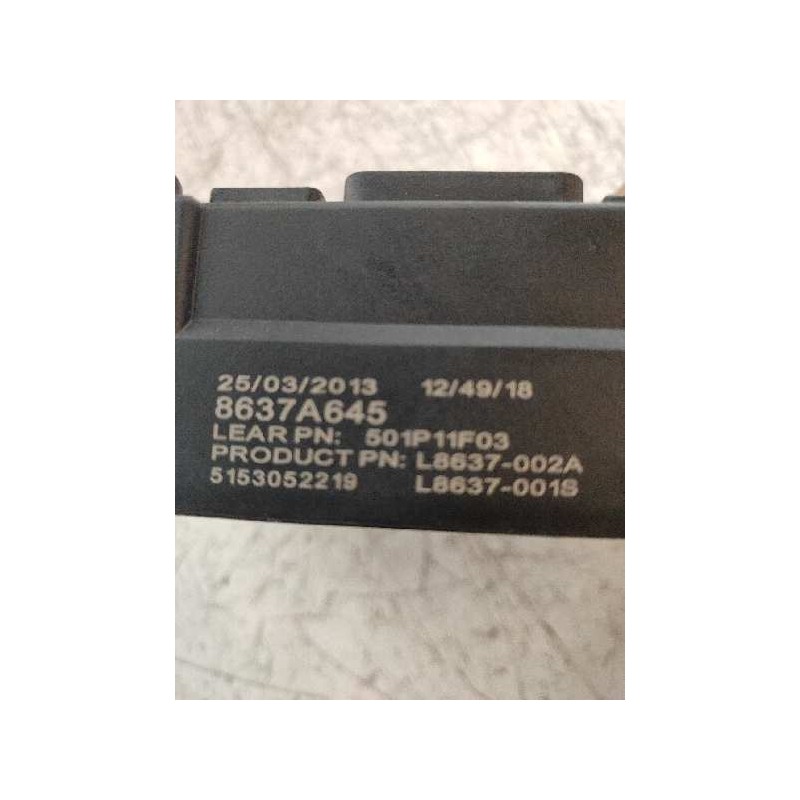 25/03/2013 12/49/18
8637A645
LEAR PN: 501P11F03
PRODUCT PN: L8637-002A
5153052219 L8637-001S